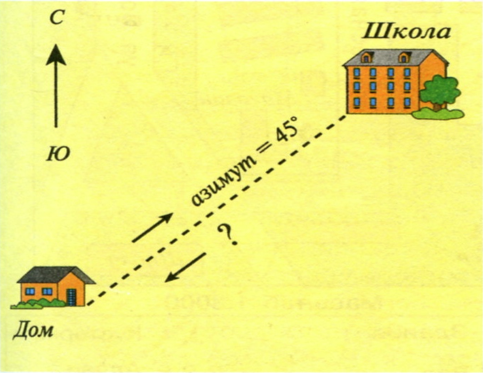 С
Ю
Школа
азимут = 45°
?
Дом